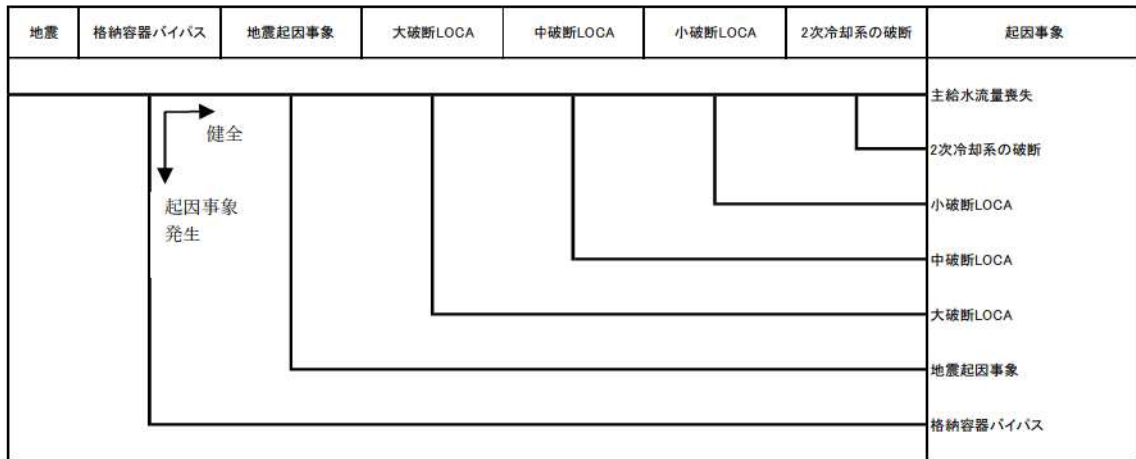 地震 格納容器バイパス 地震起因事象 大破断LOCA 中破断LOCA 小破断LOCA 2次冷却系の破断 起因事象
主給水流量喪失
健全
2次冷却系の破断
起因事象
発生
小破断LOCA
中破断LOCA
大破断LOCA
地震起因事象
格納容器バイパス